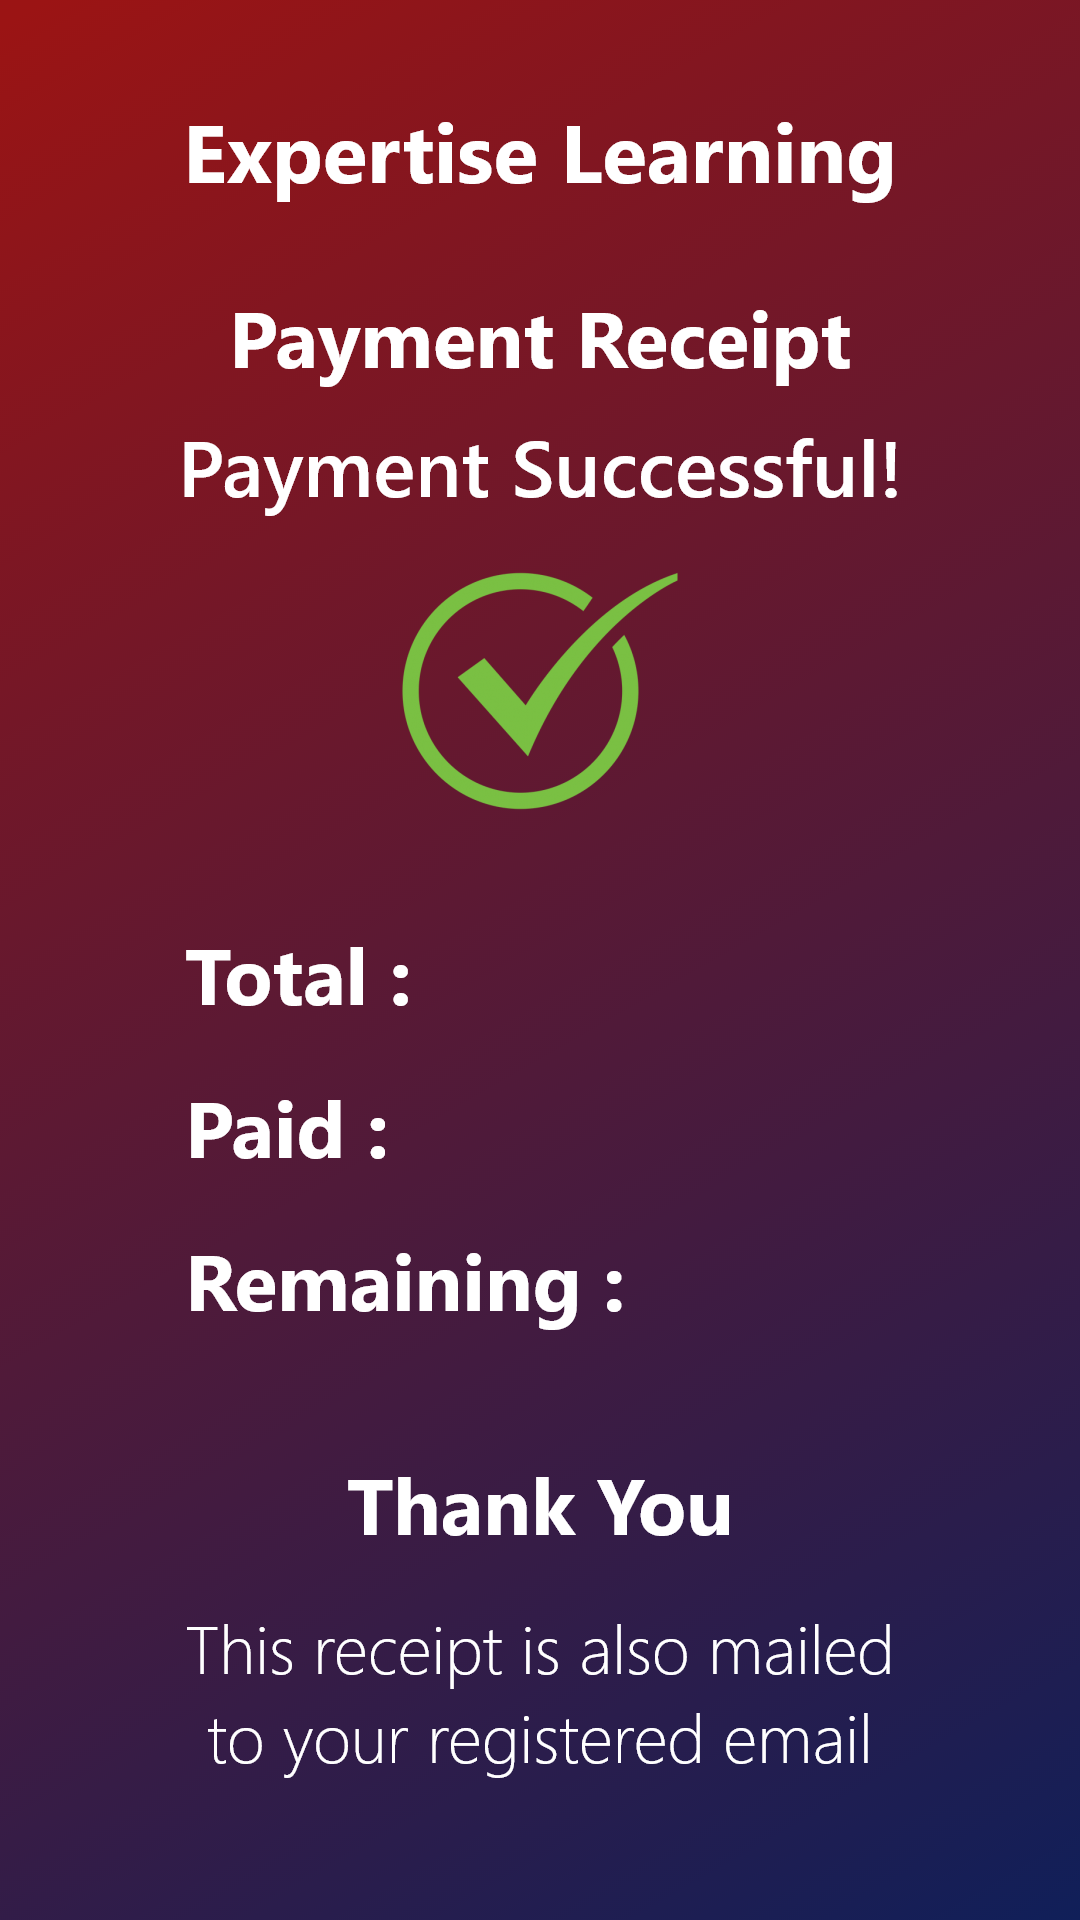 Expertise Learning
Payment Receipt
Payment Successful!
Total :
Paid :
Remaining :
Thank You
This receipt is also mailed
to your registered email